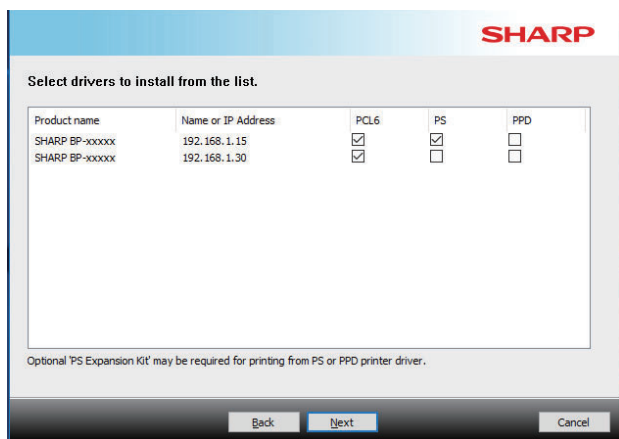 SHARP
Select drivers to install from the list.
Product name Name or IP Address PCL6 PS PPD
SHARP BP-xxxxx 192.168.1.15
SHARP BP-xxxxx 192.168.1.30
Optional 'PS Expansion Kit' may be required for printing from PS or PPD printer driver.
Back Next Cancel